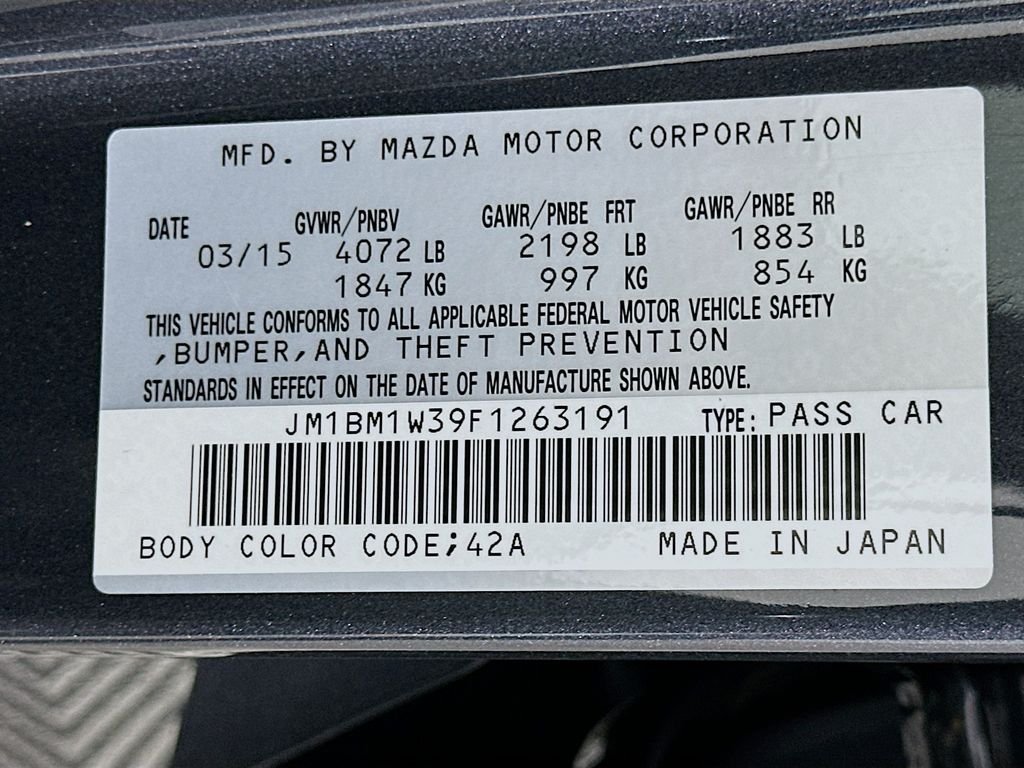 MFD. BY MAZDA MOTOR CORPORATION
DATE GVWR/PNBV GAWR/PNBE FRT GAWR/PNBE RR
03/15 4072 LB 2198 LB 1883 LB
1847 KG 997 KG 854 KG
THIS VEHICLE CONFORMS TO ALL APPLICABLE FEDERAL MOTOR VEHICLE SAFETY
,BUMPER,AND THEFT PREVENTION
STANDARDS IN EFFECT ON THE DATE OF MANUFACTURE SHOWN ABOVE.
JM1BM1W39F1263191 TYPE: PASS CAR
BODY COLOR CODE;42A MADE IN JAPAN